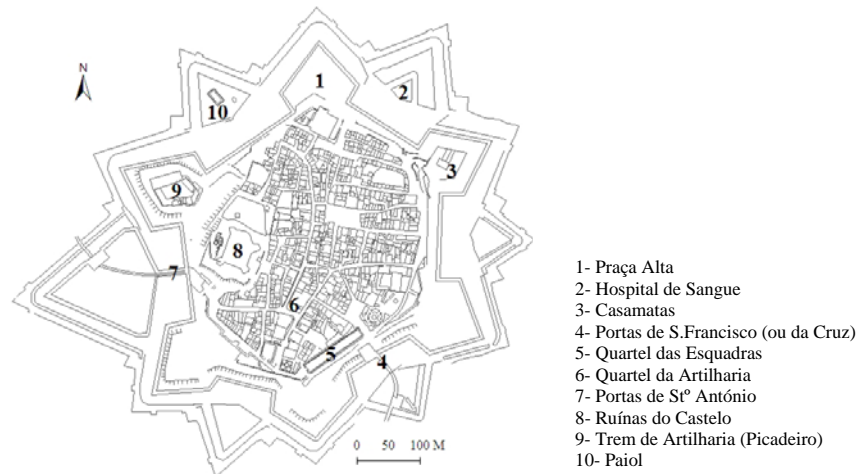 N
1
2
10
3
9
8
7
6
5
4
0 50 100 M
1- Praça Alta
2- Hospital de Sangue
3- Casamatas
4- Portas de S.Francisco (ou da Cruz)
5- Quartel das Esquadras
6- Quartel da Artilharia
7- Portas de Stº António
8- Ruínas do Castelo
9- Trem de Artilharia (Picadeiro)
10- Paiol